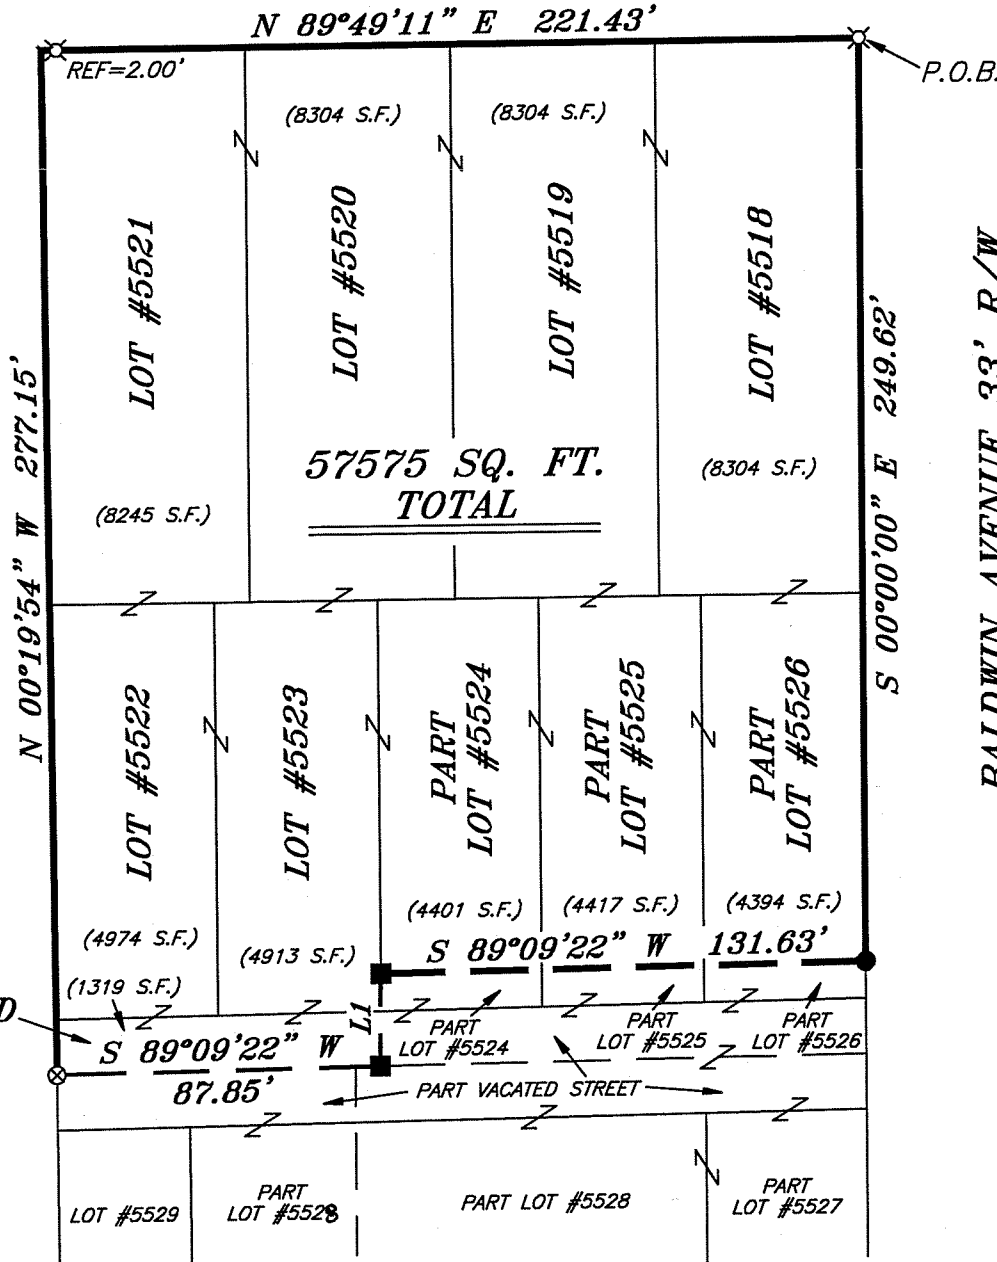 N 89°49'11" E 221.43'
REF=2.00'
P.O.B.
(8304 S.F.)
(8304 S.F.)
LOT #5521
LOT #5520
LOT #5519
LOT #5518
N 00°19'54" W 277.15'
S 00°00'00" E 249.62'
BALDWIN AVENUE 33' R/W
57575 SQ. FT.
TOTAL
(8304 S.F.)
(8245 S.F.)
LOT #5522
LOT #5523
PART
LOT #5524
PART
LOT #5525
PART
LOT #5526
(4974 S.F.)
(4913 S.F.)
(4401 S.F.)
(4417 S.F.)
(4394 S.F.)
S 89°09'22" W 131.63'
(1319 S.F.)
D
L1
S 89°09'22" W
87.85'
PART
LOT #5524
PART
LOT #5525
PART
LOT #5526
PART VACATED STREET
LOT #5529
PART
LOT #5528
PART LOT #5528
PART
LOT #5527